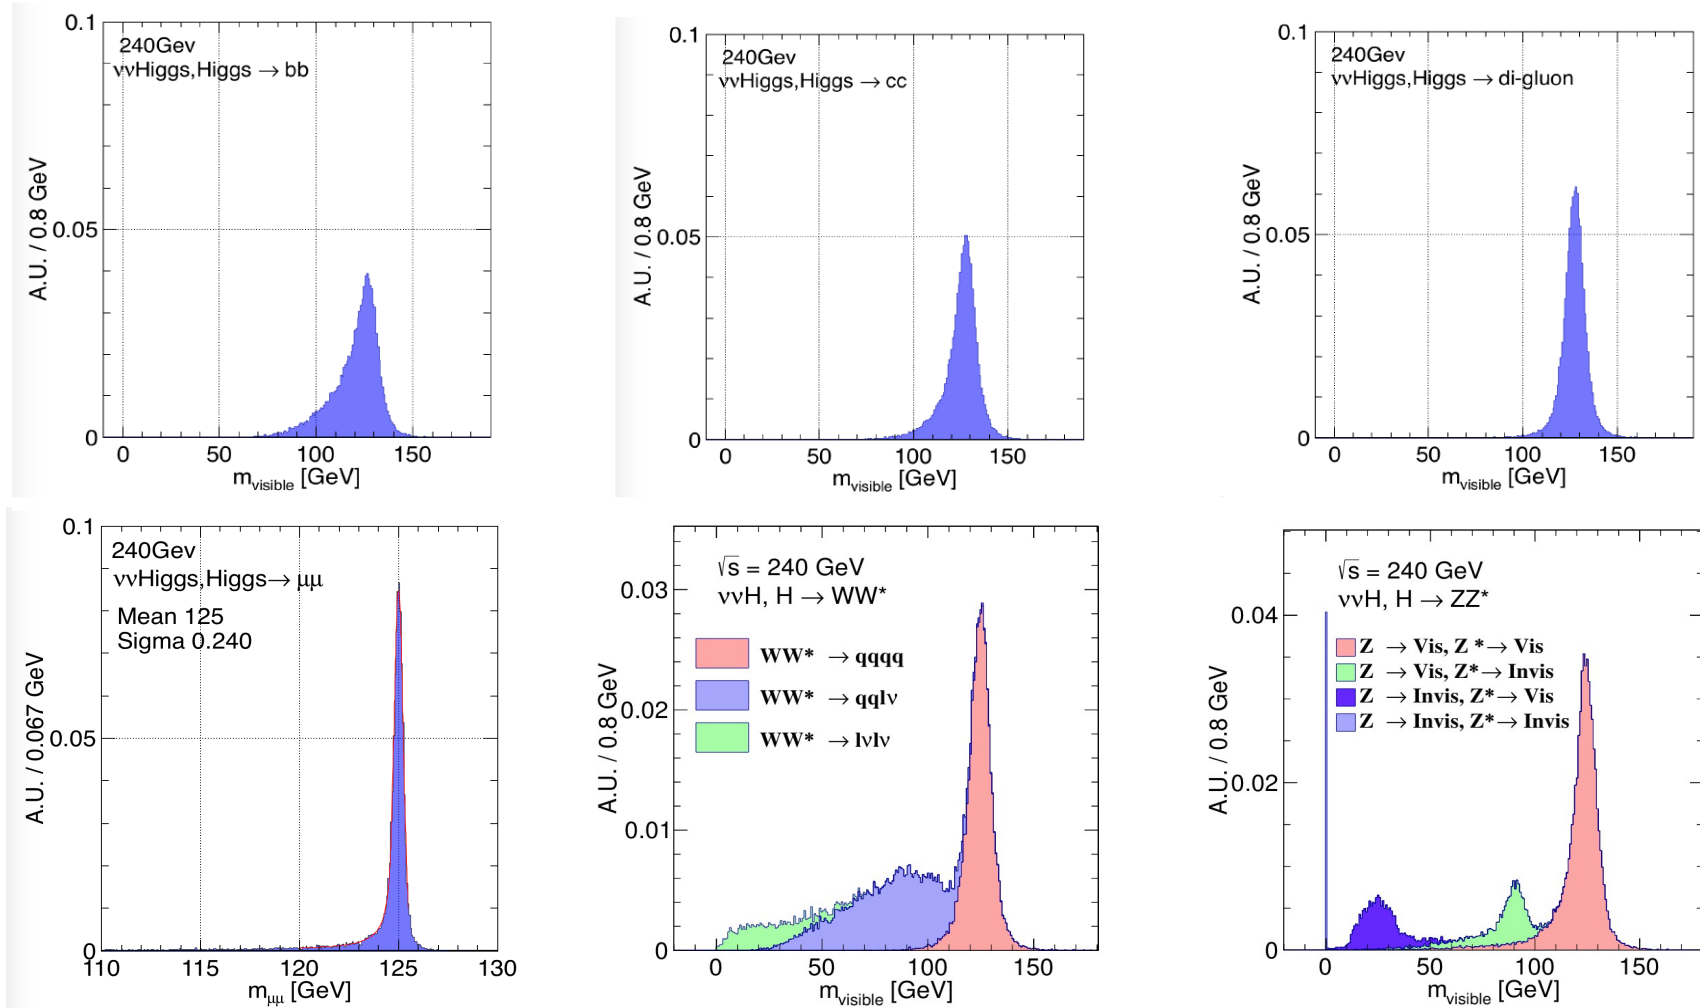 0.1
240Gev
ννHiggs,Higgs → bb
A.U. / 0.8 GeV
0.05
0
0 50 100 150
m_visible [GeV]
0.1
240Gev
ννHiggs,Higgs → cc
A.U. / 0.8 GeV
0.05
0
0 50 100 150
m_visible [GeV]
0.1
240Gev
ννHiggs,Higgs → di-gluon
A.U. / 0.8 GeV
0.05
0
0 50 100 150
m_visible [GeV]
0.1
240Gev
ννHiggs,Higgs → μμ
Mean 125
Sigma 0.240
A.U. / 0.067 GeV
0.05
0
110 115 120 125 130
m_μμ [GeV]
√s = 240 GeV
ννH, H → WW*
0.03
WW* → qqqq
WW* → qqlν
WW* → lνlν
A.U. / 0.8 GeV
0.02
0.01
0
0 50 100 150
m_visible [GeV]
√s = 240 GeV
ννH, H → ZZ*
0.04
Z → Vis, Z* → Vis
Z → Vis, Z* → Invis
Z → Invis, Z* → Vis
Z → Invis, Z* → Invis
A.U. / 0.8 GeV
0.02
0
0 50 100 150
m_visible [GeV]